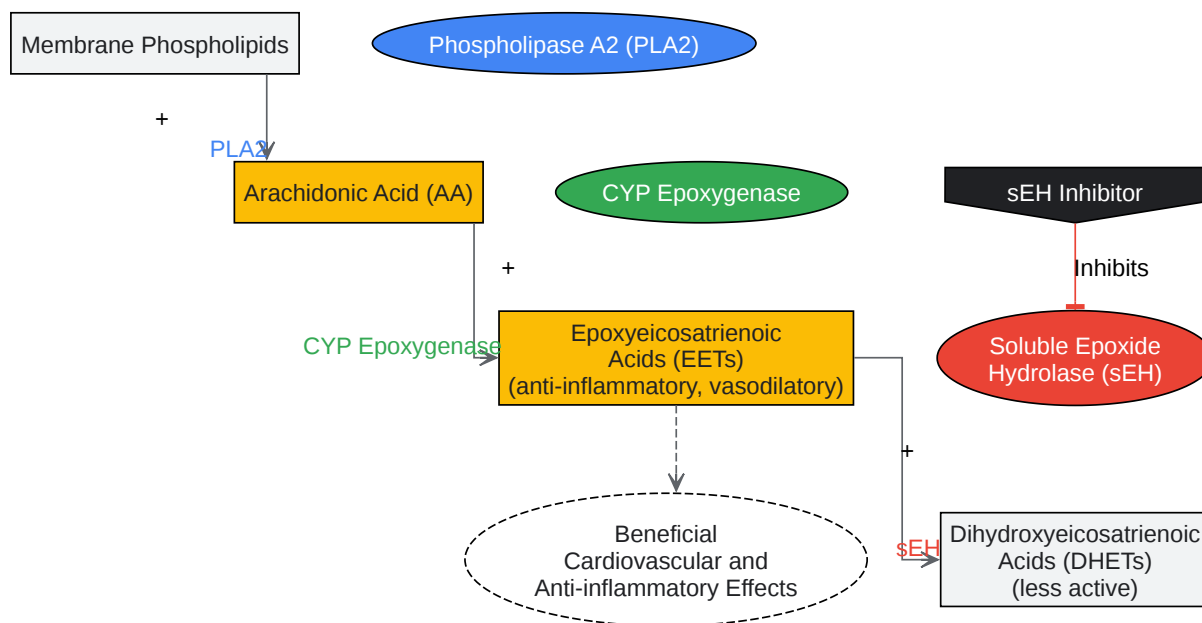 Membrane Phospholipids
Phospholipase A2 (PLA2)
+
PLA2
Arachidonic Acid (AA)
CYP Epoxygenase
sEH Inhibitor
+
Inhibits
CYP Epoxygenase
Epoxyeicosatrienoic
Acids (EETs)
(anti-inflammatory, vasodilatory)
Soluble Epoxide
Hydrolase (sEH)
+
sEH
Beneficial
Cardiovascular and
Anti-inflammatory Effects
Dihydroxyeicosatrienoic
Acids (DHETs)
(less active)